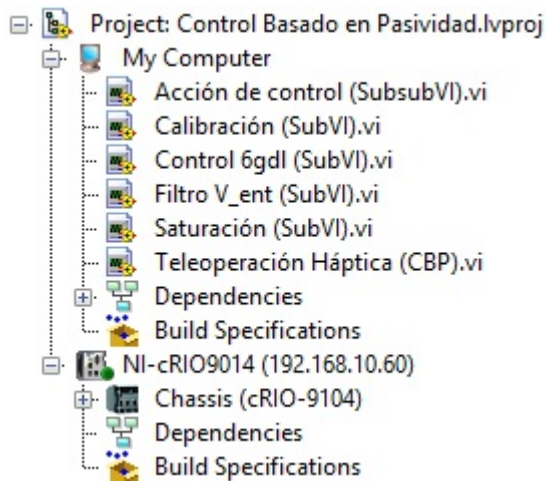 Project: Control Basado en Pasividad.lvproj
My Computer
Acción de control (SubsubVI).vi
Calibración (SubVI).vi
Control 6gdl (SubVI).vi
Filtro V_ent (SubVI).vi
Saturación (SubVI).vi
Teleoperación Háptica (CBP).vi
Dependencies
Build Specifications
NI-cRIO9014 (192.168.10.60)
Chassis (cRIO-9104)
Dependencies
Build Specifications